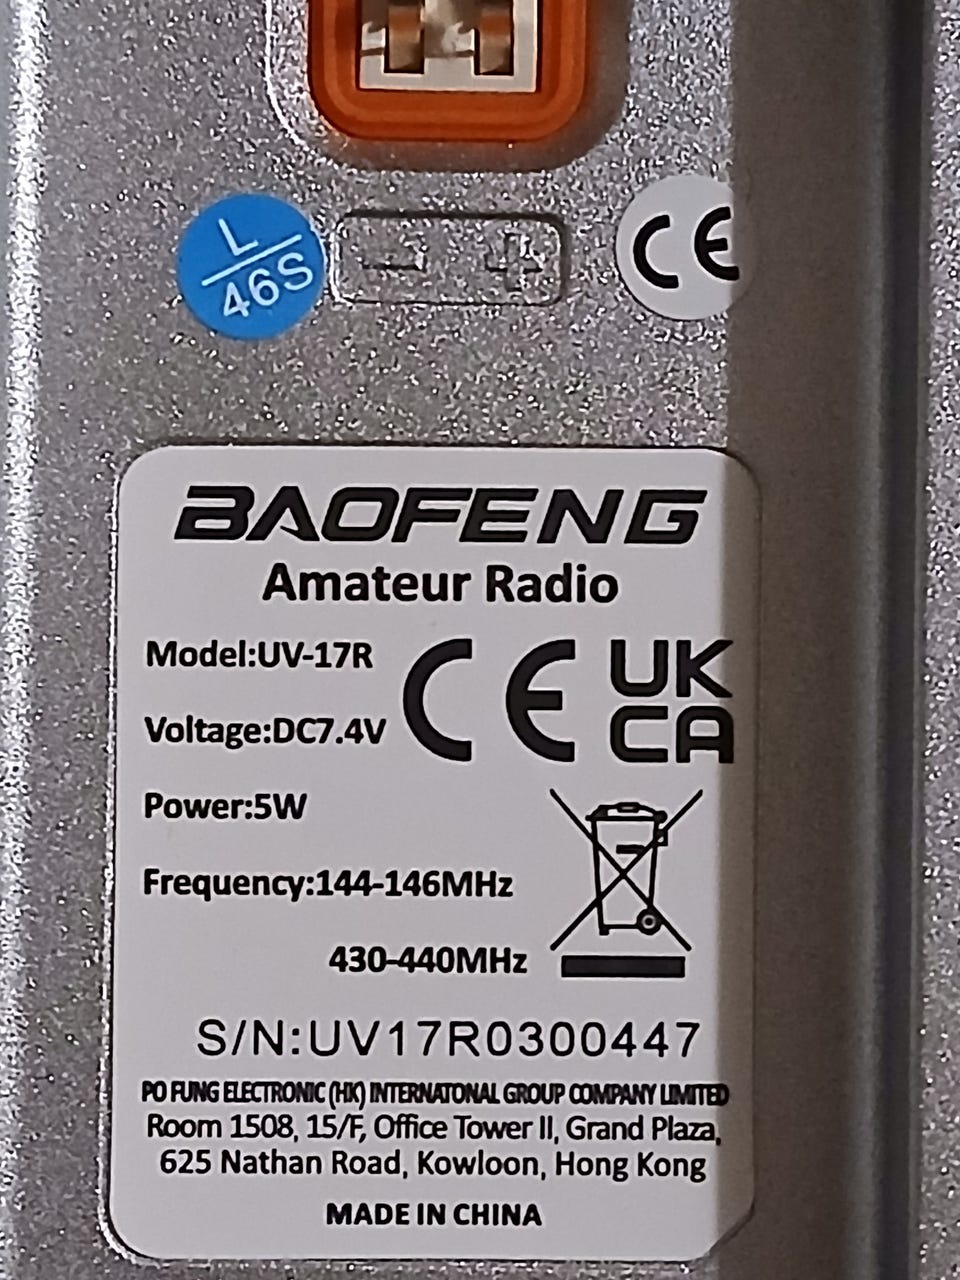 L
46S
- +
CE
BAOFENG
Amateur Radio
Model:UV-17R
CE
UK
CA
Voltage:DC7.4V
Power:5W
Frequency:144-146MHz
430-440MHz
S/N:UV17R0300447
PO FUNG ELECTRONIC (HK) INTERNATONAL GROUP COMPANY LIMITED
Room 1508, 15/F, Office Tower II, Grand Plaza,
625 Nathan Road, Kowloon, Hong Kong
MADE IN CHINA